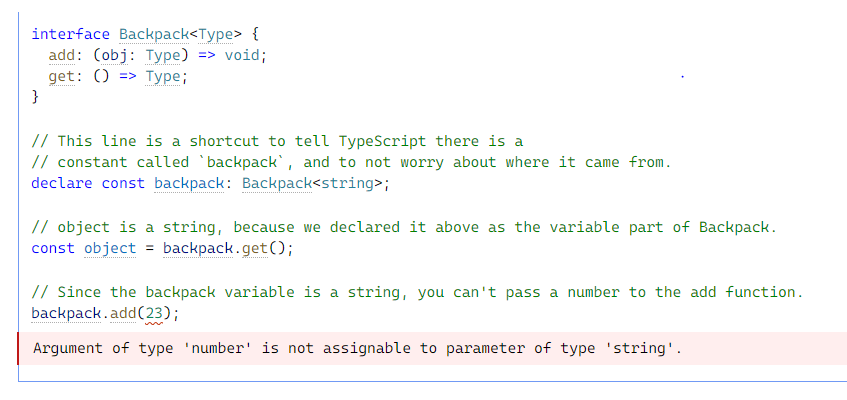 interface Backpack<Type> {
  add: (obj: Type) => void;
  get: () => Type;
}
// This line is a shortcut to tell TypeScript there is a
// constant called `backpack`, and to not worry about where it came from.
declare const backpack: Backpack<string>;
// object is a string, because we declared it above as the variable part of Backpack.
const object = backpack.get();
// Since the backpack variable is a string, you can't pass a number to the add function.
backpack.add(23);
Argument of type 'number' is not assignable to parameter of type 'string'.